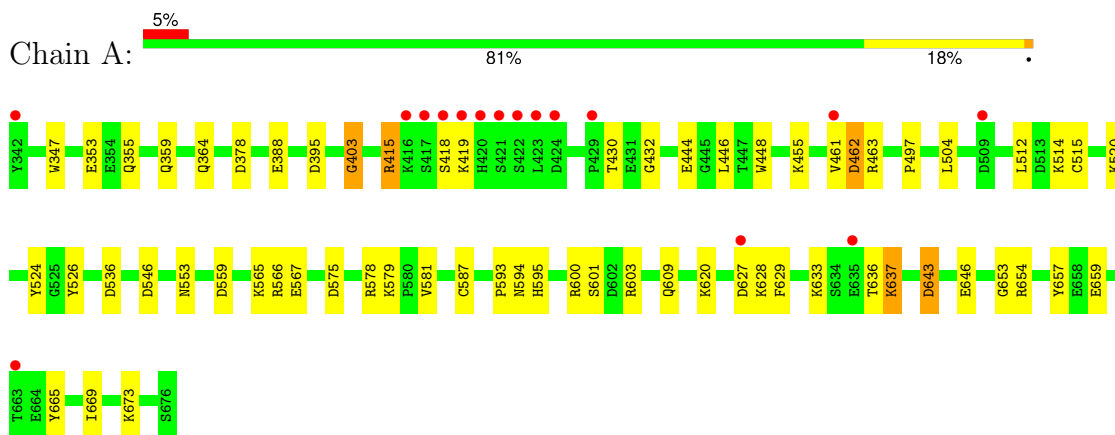 5%
Chain A:
81% 18% •
Y342 W347 E353 E354 Q355 Q359 Q364 D378 E388 D395 G403 R415 K416 S417 S418 K419 H420 S421 S422 L423 D424 P429 T430 E431 G432 E444 G445 L446 T447 W448 K455 V461 D462 R463 P497 L504 D509 L512 D513 K514 C515 K520
Y524 G525 Y526 D536 D546 N553 D559 K565 R566 E567 D575 R578 K579 P580 V581 C587 P593 N594 H595 R600 S601 D602 R603 Q609 K620 D627 K628 F629 K633 S634 E635 T636 K637 D643 E646 G653 R654 Y657 E658 E659
T663 E664 Y665 I669 K673 S676